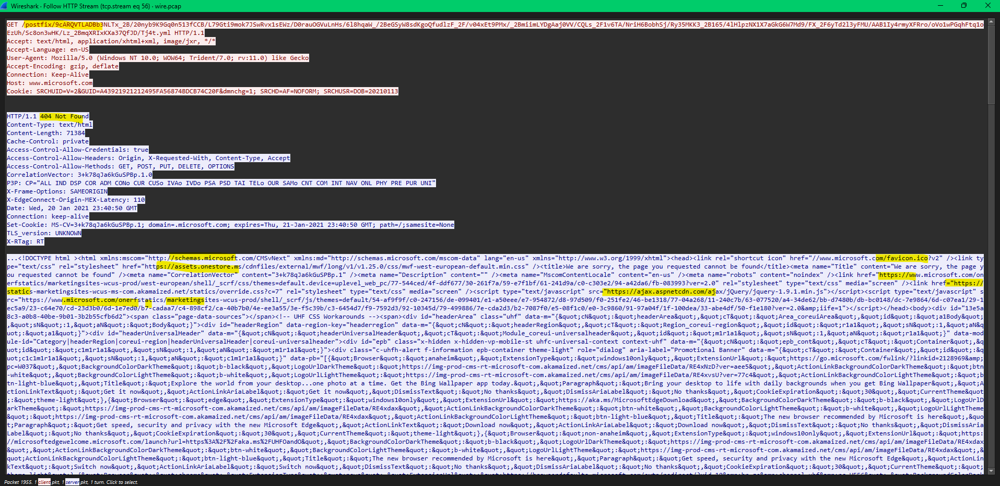 Wireshark · Follow HTTP Stream (tcp.stream eq 56) · wire.pcap
GET /postfix/9cARQVTLADBb3NLTx_2B/20nyb9K9Gq0n513fCCB/L79Gti9mok7JSwRvx1sEWz/D0rauOGVuLnHs/6l8hqaW_/2BeGSyW8sdKgoQfudlzF_2F/v04xEt9PMx/_2BmiimLYDgAaj0VV/CQLs_2F1v6TA/NriH6BobhSj/Ry35MKK3_2B165/4lHlpzNX1X7aGkG6W7Md9/FX_2F6yTd2l3yFMU/AAB1Iy4rmyXFRro/oVo1wPGqhFtq1o
EzUh/Sc8on3wHK/Lz_2BmqXRIxKXa37QfJD/Tj4t.yml HTTP/1.1
Accept: text/html, application/xhtml+xml, image/jxr, */*
Accept-Language: en-US
User-Agent: Mozilla/5.0 (Windows NT 10.0; WOW64; Trident/7.0; rv:11.0) like Gecko
Accept-Encoding: gzip, deflate
Connection: Keep-Alive
Host: www.microsoft.com
Cookie: SRCHUID=V=2&GUID=A43921921212495FA56874BDCB74C20F&dmnchg=1; SRCHD=AF=NOFORM; SRCHUSR=DOB=20210113
HTTP/1.1 404 Not Found
Content-Type: text/html
Content-Length: 71384
Cache-Control: private
Access-Control-Allow-Credentials: true
Access-Control-Allow-Headers: Origin, X-Requested-With, Content-Type, Accept
Access-Control-Allow-Methods: GET, POST, PUT, DELETE, OPTIONS
CorrelationVector: 3+k78qJa6kGuSPBp.1.0
P3P: CP="ALL IND DSP COR ADM CONo CUR CUSo IVAo IVDo PSA PSD TAI TELo OUR SAMo CNT COM INT NAV ONL PHY PRE PUR UNI"
X-Frame-Options: SAMEORIGIN
X-EdgeConnect-Origin-MEX-Latency: 110
Date: Wed, 20 Jan 2021 23:40:50 GMT
Connection: keep-alive
Set-Cookie: MS-CV=3+k78qJa6kGuSPBp.1; domain=.microsoft.com; expires=Thu, 21-Jan-2021 23:40:50 GMT; path=/;samesite=None
TLS_version: UNKNOWN
X-RTag: RT
...<!DOCTYPE html ><html xmlns:mscom="http://schemas.microsoft.com/CMSvNext" xmlns:md="http://schemas.microsoft.com/mscom-data" lang="en-us" xmlns="http://www.w3.org/1999/xhtml"><head><link rel="shortcut icon" href="//www.microsoft.com/favicon.ico?v2" /><link ty
pe="text/css" rel="stylesheet" href="https://assets.onestore.ms/cdnfiles/external/mwf/long/v1/v1.25.0/css/mwf-west-european-default.min.css" /><title>We are sorry, the page you requested cannot be found</title><meta name="Title" content="We are sorry, the page y
ou requested cannot be found" /><meta name="CorrelationVector" content="3+k78qJa6kGuSPBp.1" /><meta name="Description" content="" /><meta name="MscomContentLocale" content="en-us" /><meta name="robots" content="noindex" /><link href="https://www.microsoft.com/on
erfstatics/marketingsites-wcus-prod/west-european/shell/_scrf/css/themes=default.device=uplevel_web_pc/77-544ced/4f-ddf677/30-261f7a/59-e7f1bf/61-241d9a/c0-c303e2/94-a42da6/fb-083993?ver=2.0" rel="stylesheet" type="text/css" media="screen" /><link href="https://
statics-marketingsites-wcus-ms-com.akamaized.net/statics/override.css?c=7" rel="stylesheet" type="text/css" media="screen" /><script type="text/javascript" src="https://ajax.aspnetcdn.com/ajax/jQuery/jquery-1.9.1.min.js"></script><script type="text/javascript" s
rc="https://www.microsoft.com/onerfstatics/marketingsites-wcus-prod/shell/_scrf/js/themes=default/54-af9f9f/c0-247156/de-099401/e1-a50eee/e7-954872/d8-97d509/f0-251fe2/46-be1318/77-04a268/11-240c7b/63-077520/a4-34de62/bb-d7480b/db-bc0148/dc-7e9864/6d-c07ea1/29-1
ec5a9/23-c64e70/cd-23d3b0/6d-1e7ed0/b7-cadaa7/c4-898cf2/ca-40b7b0/4e-ee3a55/3e-f5c39b/c3-6454d7/f9-7592d3/92-10345d/79-499886/7e-cda2d3/b2-7087f0/e5-08f1c0/e0-3c9860/91-97a04f/1f-100dea/33-abe4df/50-f1e180?ver=2.0&amp;iife=1"></script></head><body><div id="13e5a
8c3-a0b8-40be-9b01-3b2b55cfb6d2"><span class="page-data-sources"></span><!-- UHF CSS Workarounds --><span><div id="headerArea" class="uhf" data-m="{&quot;cN&quot;:&quot;headerArea&quot;,&quot;cT&quot;:&quot;Area_coreuiArea&quot;,&quot;id&quot;:&quot;a1Body&quot
;,&quot;sN&quot;:1,&quot;aN&quot;:&quot;Body&quot;}"><div id="headerRegion" data-region-key="headerregion" data-m="{&quot;cN&quot;:&quot;headerRegion&quot;,&quot;cT&quot;:&quot;Region_coreui-region&quot;,&quot;id&quot;:&quot;r1a1&quot;,&quot;sN&quot;:1,&quot;aN&q
uot;:&quot;a1&quot;}"><div id="headerUniversalHeader" data-m="{&quot;cN&quot;:&quot;headerUniversalHeader&quot;,&quot;cT&quot;:&quot;Module_coreui-universalheader&quot;,&quot;id&quot;:&quot;m1r1a1&quot;,&quot;sN&quot;:1,&quot;aN&quot;:&quot;r1a1&quot;}" data-mod
ule-id="Category|headerRegion|coreui-region|headerUniversalHeader|coreui-universalheader"><div id="epb" class="x-hidden x-hidden-vp-mobile-st uhfc-universal-context context-uhf" data-m="{&quot;cN&quot;:&quot;epb_cont&quot;,&quot;cT&quot;:&quot;Container&quot;,&qu
ot;id&quot;:&quot;c1m1r1a1&quot;,&quot;sN&quot;:1,&quot;aN&quot;:&quot;m1r1a1&quot;}"><div class="c-uhfh-alert f-information epb-container theme-light" role="dialog" aria-label="Promotional Banner" data-m="{&quot;cT&quot;:&quot;Container&quot;,&quot;id&quot;:&qu
ot;c1c1m1r1a1&quot;,&quot;sN&quot;:1,&quot;aN&quot;:&quot;c1m1r1a1&quot;}" data-pb="[{&quot;Browser&quot;:&quot;anaheim&quot;,&quot;ExtensionType&quot;:&quot;windows10only&quot;,&quot;ExtensionUrl&quot;:&quot;https://go.microsoft.com/fwlink/?linkid=2128969&amp;
pc=W037&quot;,&quot;BackgroundColorDarkTheme&quot;:&quot;b-black&quot;,&quot;LogoUrlDarkTheme&quot;:&quot;https://img-prod-cms-rt-microsoft-com.akamaized.net/cms/api/am/imageFileData/RE4xNzD?ver=aee5&quot;,&quot;ActionLinkBackgroundColorDarkTheme&quot;:&quot;btn
-white&quot;,&quot;BackgroundColorLightTheme&quot;:&quot;b-white&quot;,&quot;LogoUrlLightTheme&quot;:&quot;https://img-prod-cms-rt-microsoft-com.akamaized.net/cms/api/am/imageFileData/RE4xvsU?ver=77c4&quot;,&quot;ActionLinkBackgroundColorLightTheme&quot;:&quot;b
tn-light-blue&quot;,&quot;Title&quot;:&quot;Explore the world from your desktop...one photo at a time. Get the Bing Wallpaper app today.&quot;,&quot;Paragraph&quot;:&quot;Bring your desktop to life with daily backgrounds when you get Bing Wallpaper&quot;,&quot;A
ctionLinkText&quot;:&quot;Get it now&quot;,&quot;ActionLinkAriaLabel&quot;:&quot;Get it now&quot;,&quot;DismissText&quot;:&quot;No thanks&quot;,&quot;DismissAriaLabel&quot;:&quot;No thanks&quot;,&quot;CookieExpiration&quot;:&quot;30&quot;,&quot;CurrentTheme&quot
;:&quot;theme-light&quot;},{&quot;Browser&quot;:&quot;edge&quot;,&quot;ExtensionType&quot;:&quot;windows10only&quot;,&quot;ExtensionUrl&quot;:&quot;https://aka.ms/MicrosoftEdgeDownload&quot;,&quot;BackgroundColorDarkTheme&quot;:&quot;b-black&quot;,&quot;LogoUrlD
arkTheme&quot;:&quot;https://img-prod-cms-rt-microsoft-com.akamaized.net/cms/api/am/imageFileData/RE4xdax&quot;,&quot;ActionLinkBackgroundColorDarkTheme&quot;:&quot;btn-white&quot;,&quot;BackgroundColorLightTheme&quot;:&quot;b-white&quot;,&quot;LogoUrlLightTheme
&quot;:&quot;https://img-prod-cms-rt-microsoft-com.akamaized.net/cms/api/am/imageFileData/RE4xdax&quot;,&quot;ActionLinkBackgroundColorLightTheme&quot;:&quot;btn-light-blue&quot;,&quot;Title&quot;:&quot;The new browser recommended by Microsoft is here&quot;,&quot
;Paragraph&quot;:&quot;Get speed, security and privacy with the new Microsoft Edge&quot;,&quot;ActionLinkText&quot;:&quot;Download now&quot;,&quot;ActionLinkAriaLabel&quot;:&quot;Download now&quot;,&quot;DismissText&quot;:&quot;No thanks&quot;,&quot;DismissAria
Label&quot;:&quot;No thanks&quot;,&quot;CookieExpiration&quot;:&quot;30&quot;,&quot;CurrentTheme&quot;:&quot;theme-light&quot;},{&quot;Browser&quot;:&quot;non-anaheim&quot;,&quot;ExtensionType&quot;:&quot;windows10only&quot;,&quot;ExtensionUrl&quot;:&quot;https:
//microsoftedgewelcome.microsoft.com/launch?url=https%3A%2F%2Faka.ms%2FUHFOandO&quot;,&quot;BackgroundColorDarkTheme&quot;:&quot;b-black&quot;,&quot;LogoUrlDarkTheme&quot;:&quot;https://img-prod-cms-rt-microsoft-com.akamaized.net/cms/api/am/imageFileData/RE4xdax
&quot;,&quot;ActionLinkBackgroundColorDarkTheme&quot;:&quot;btn-white&quot;,&quot;BackgroundColorLightTheme&quot;:&quot;b-white&quot;,&quot;LogoUrlLightTheme&quot;:&quot;https://img-prod-cms-rt-microsoft-com.akamaized.net/cms/api/am/imageFileData/RE4xdax&quot;,&
quot;ActionLinkBackgroundColorLightTheme&quot;:&quot;btn-light-blue&quot;,&quot;Title&quot;:&quot;The new browser recommended by Microsoft is here&quot;,&quot;Paragraph&quot;:&quot;Get speed, security and privacy with the new Microsoft Edge&quot;,&quot;ActionLin
kText&quot;:&quot;Switch now&quot;,&quot;ActionLinkAriaLabel&quot;:&quot;Switch now&quot;,&quot;DismissText&quot;:&quot;No thanks&quot;,&quot;DismissAriaLabel&quot;:&quot;No thanks&quot;,&quot;CookieExpiration&quot;:&quot;30&quot;,&quot;CurrentTheme&quot;:&quot;
Packet 1955. 1 client pkt, 1 server pkt, 1 turn. Click to select.